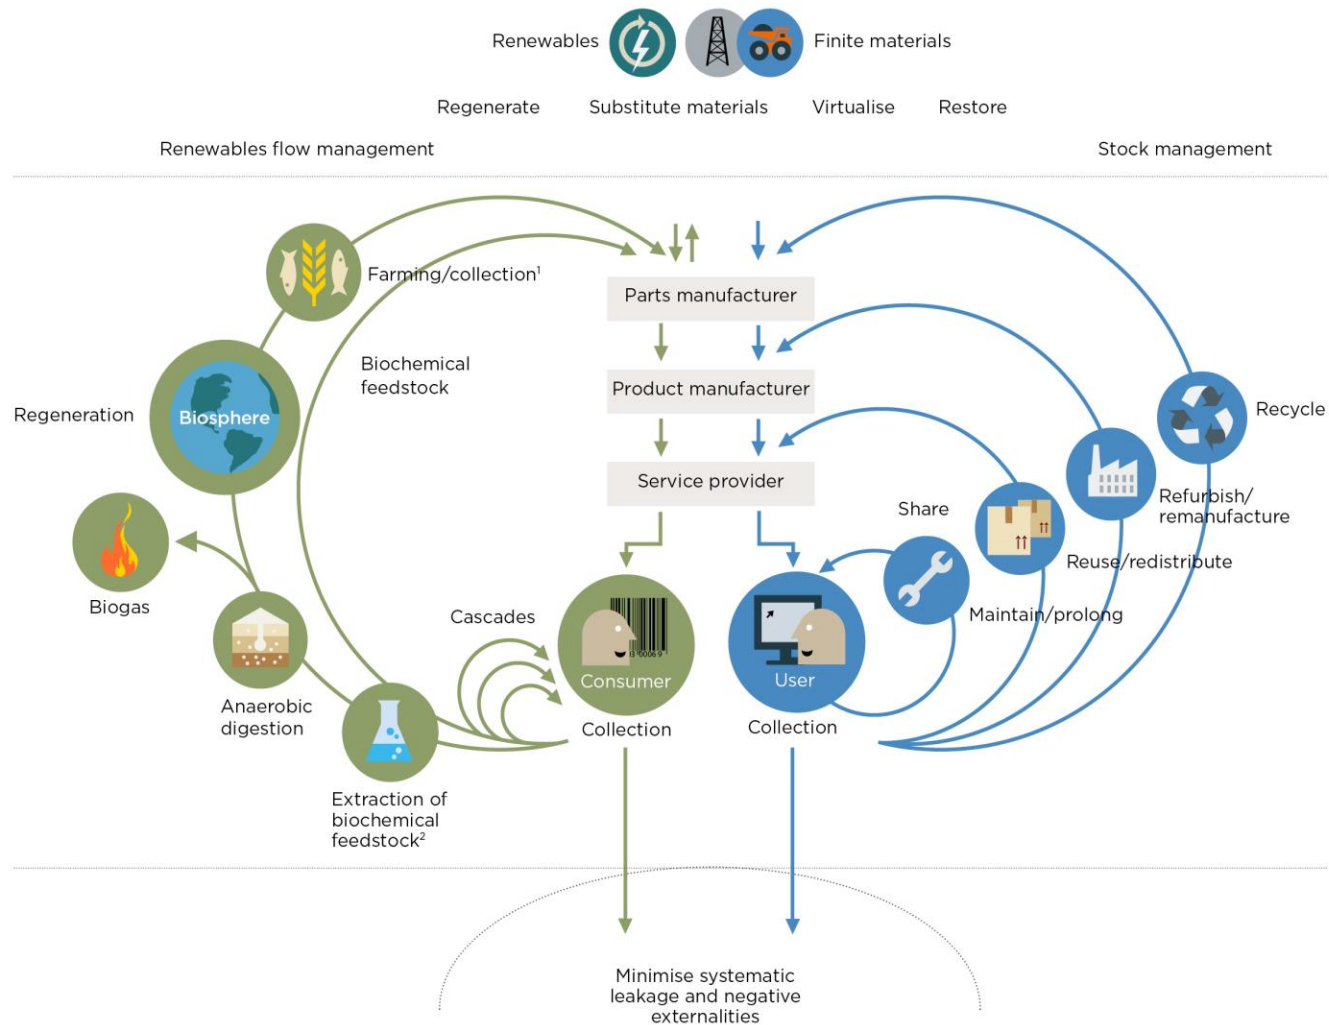 Renewables
Finite materials
Regenerate
Substitute materials
Virtualise
Restore
Renewables flow management
Stock management
Farming/collection¹
Parts manufacturer
Biochemical
feedstock
Product manufacturer
Regeneration
Biosphere
Recycle
Service provider
Share
Refurbish/
remanufacture
Reuse/redistribute
Biogas
Cascades
Maintain/prolong
Consumer
User
Anaerobic
digestion
Collection
Collection
Extraction of
biochemical
feedstock²
Minimise systematic
leakage and negative
externalities